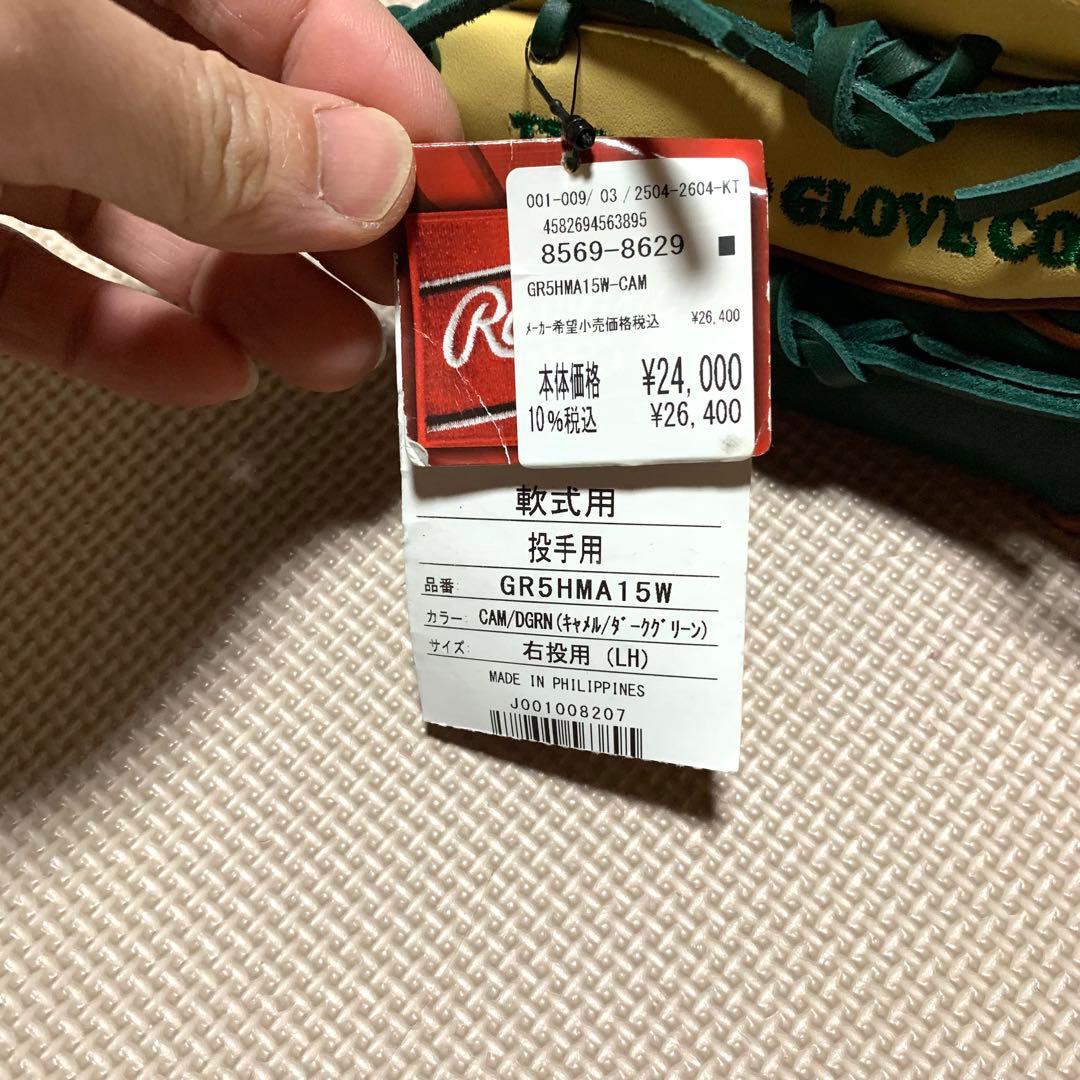 001-009/ 03 /2504-2604-KT
4582694563895
8569-8629 ■
GR5HMA15W-CAM
ﾒｰｶｰ希望小売価格税込 ¥26,400
本体価格 ¥24,000
10%税込 ¥26,400
軟式用
投手用
品番: GR5HMA15W
カラー: CAM/DGRN(ｷｬﾒﾙ/ﾀﾞｰｸｸﾞﾘｰﾝ)
サイズ: 右投用 (LH)
MADE IN PHILIPPINES
J001008207
GLOVE CO